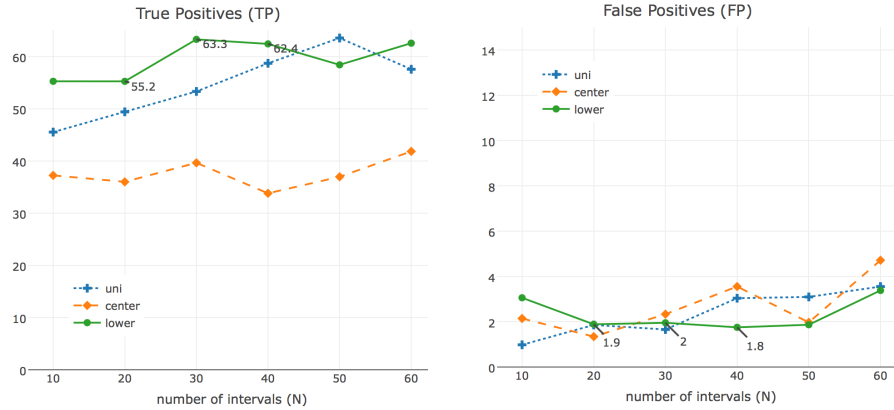 True Positives (TP)
60
50
40
30
20
10
0
63.3
62.4
55.2
uni
center
lower
10 20 30 40 50 60
number of intervals (N)
False Positives (FP)
14
12
10
8
6
4
2
0
uni
center
lower
1.9
2
1.8
10 20 30 40 50 60
number of intervals (N)